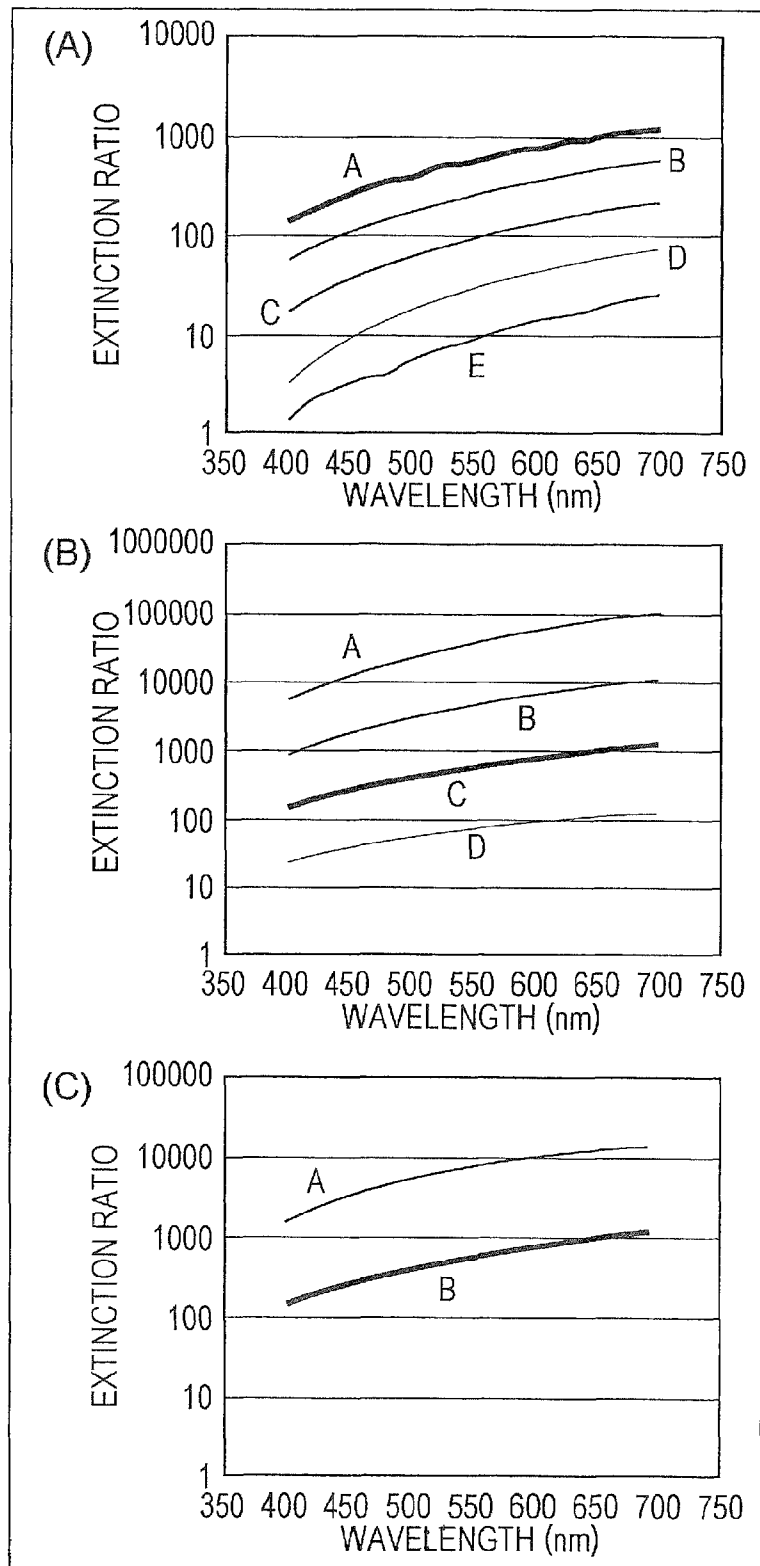 (A)
EXTINCTION RATIO
10000
1000
100
10
1
A
B
C
D
E
350 400 450 500 550 600 650 700 750
WAVELENGTH (nm)
(B)
EXTINCTION RATIO
1000000
100000
10000
1000
100
10
1
A
B
C
D
350 400 450 500 550 600 650 700 750
WAVELENGTH (nm)
(C)
EXTINCTION RATIO
100000
10000
1000
100
10
1
A
B
350 400 450 500 550 600 650 700 750
WAVELENGTH (nm)